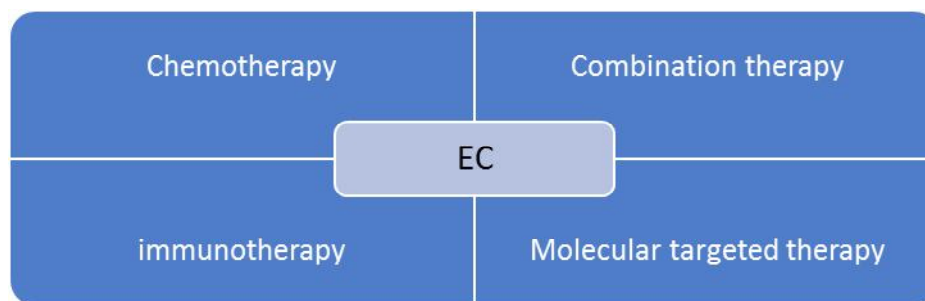 Chemotherapy
Combination therapy
EC
immunotherapy
Molecular targeted therapy